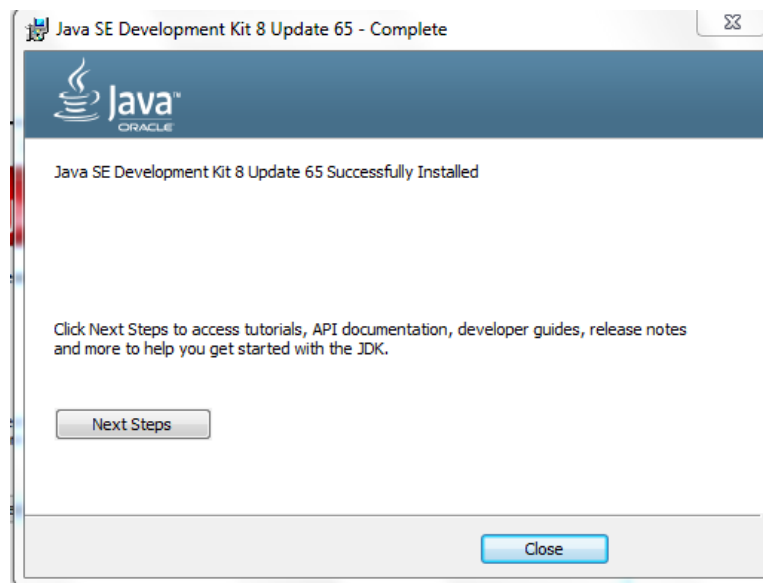 Java SE Development Kit 8 Update 65 - Complete
Java™
ORACLE
Java SE Development Kit 8 Update 65 Successfully Installed
Click Next Steps to access tutorials, API documentation, developer guides, release notes
and more to help you get started with the JDK.
Next Steps
Close